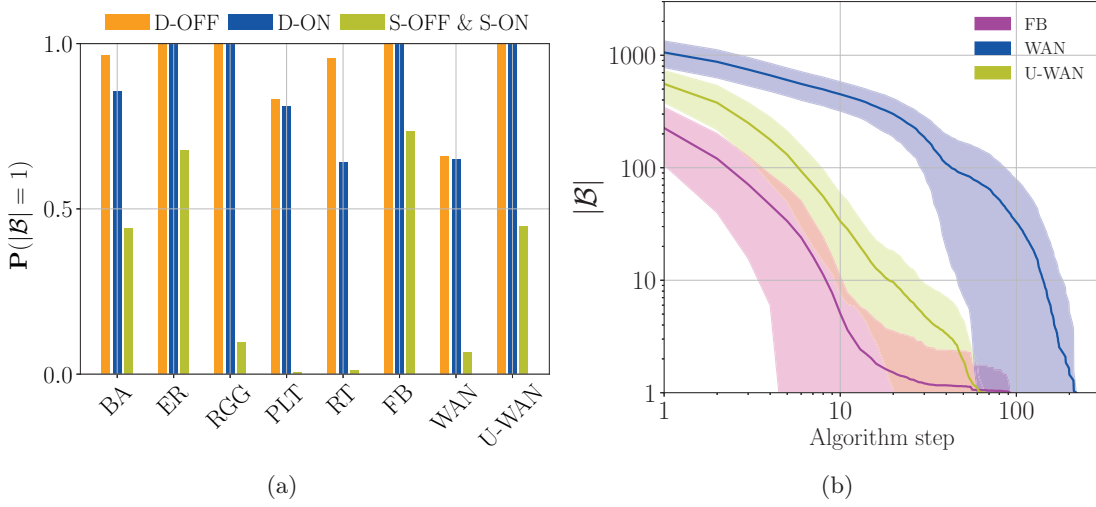 D-OFF D-ON S-OFF & S-ON
P(|B| = 1)
1.0
0.5
0.0
BA ER RGG PLT RT FB WAN U-WAN
(a)
FB
WAN
U-WAN
|B|
1000
100
10
1
1 10 100
Algorithm step
(b)